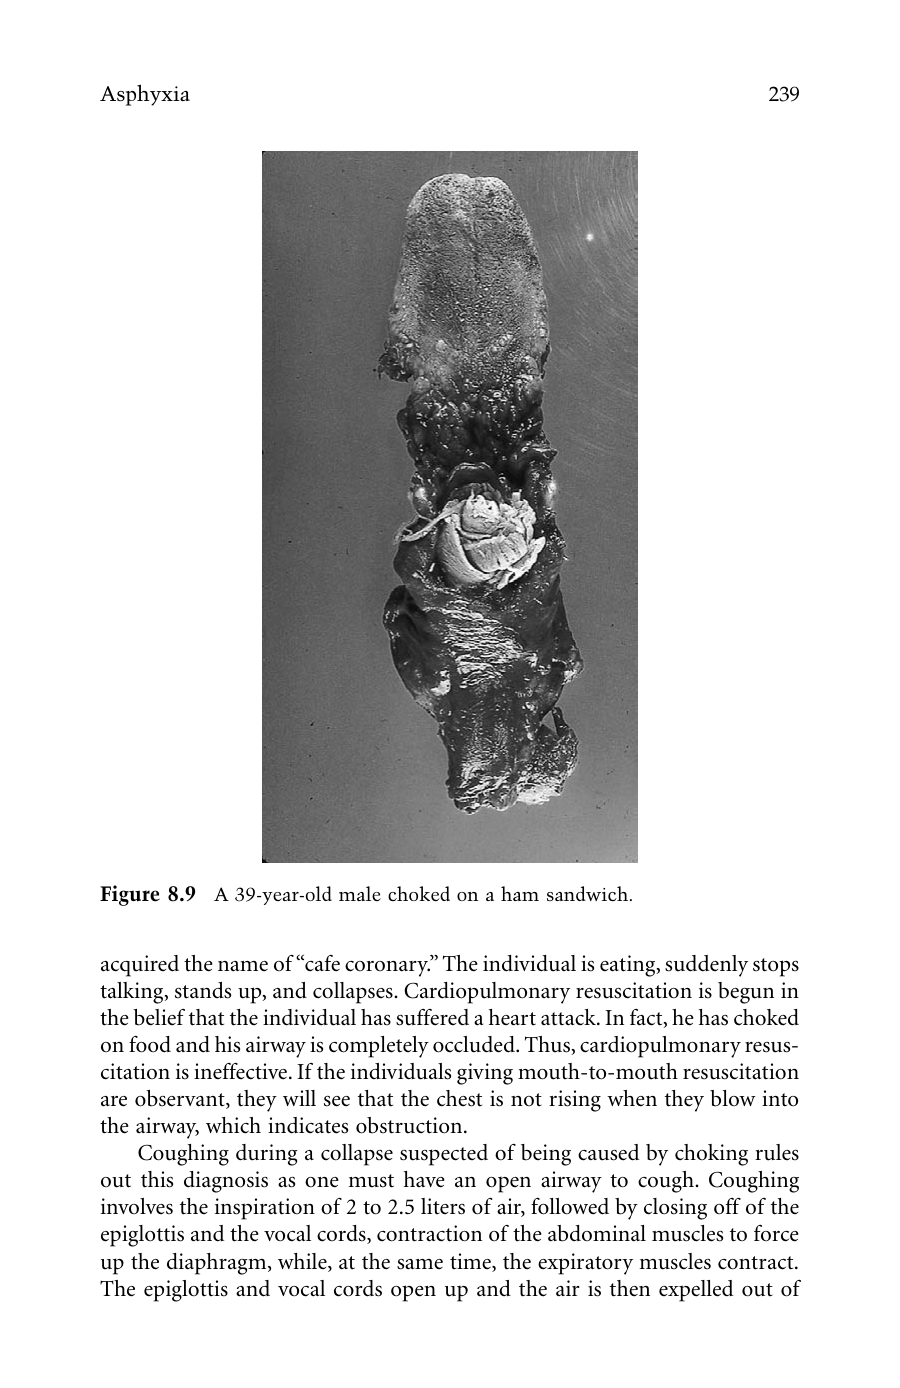 Asphyxia 239
Figure 8.9 A 39-year-old male choked on a ham sandwich.
acquired the name of “cafe coronary.” The individual is eating, suddenly stops
talking, stands up, and collapses. Cardiopulmonary resuscitation is begun in
the belief that the individual has suffered a heart attack. In fact, he has choked
on food and his airway is completely occluded. Thus, cardiopulmonary resus-
citation is ineffective. If the individuals giving mouth-to-mouth resuscitation
are observant, they will see that the chest is not rising when they blow into
the airway, which indicates obstruction.
Coughing during a collapse suspected of being caused by choking rules
out this diagnosis as one must have an open airway to cough. Coughing
involves the inspiration of 2 to 2.5 liters of air, followed by closing off of the
epiglottis and the vocal cords, contraction of the abdominal muscles to force
up the diaphragm, while, at the same time, the expiratory muscles contract.
The epiglottis and vocal cords open up and the air is then expelled out of